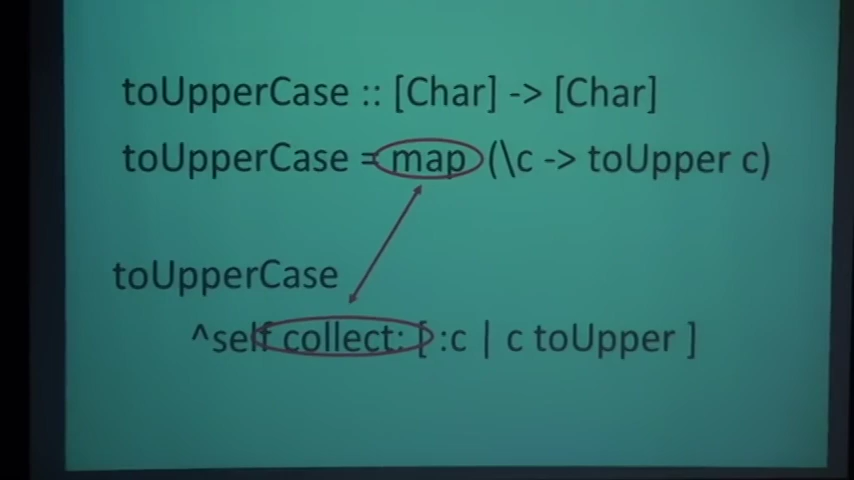 toUpperCase :: [Char] -> [Char]
toUpperCase = map (\c -> toUpper c)
toUpperCase
^self collect: [ :c | c toUpper ]